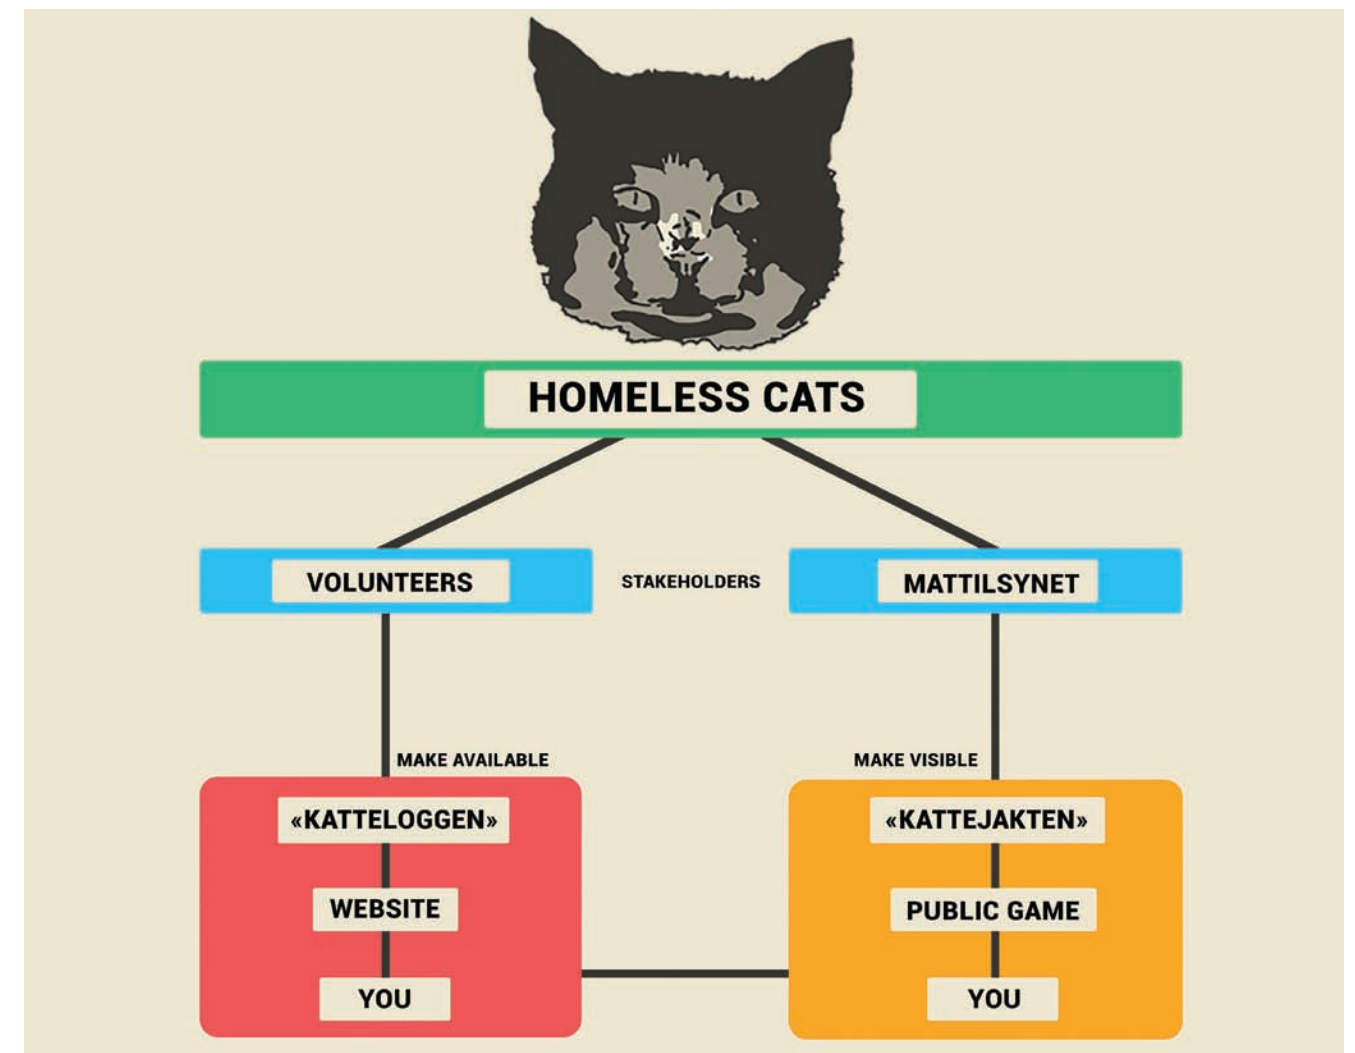 HOMELESS CATS
VOLUNTEERS
STAKEHOLDERS
MATTILSYNET
MAKE AVAILABLE
MAKE VISIBLE
«KATTELOGGEN»
«KATTEJAKTEN»
WEBSITE
PUBLIC GAME
YOU
YOU